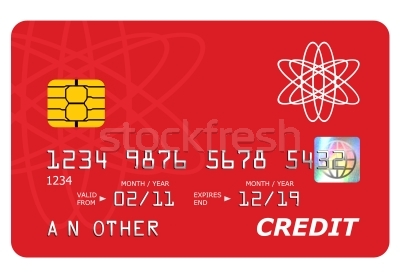 stockfresh
1234 9876 5678 5432
1234
MONTH / YEAR MONTH / YEAR
VALID FROM 02/11 EXPIRES END 12/19
A N OTHER CREDIT